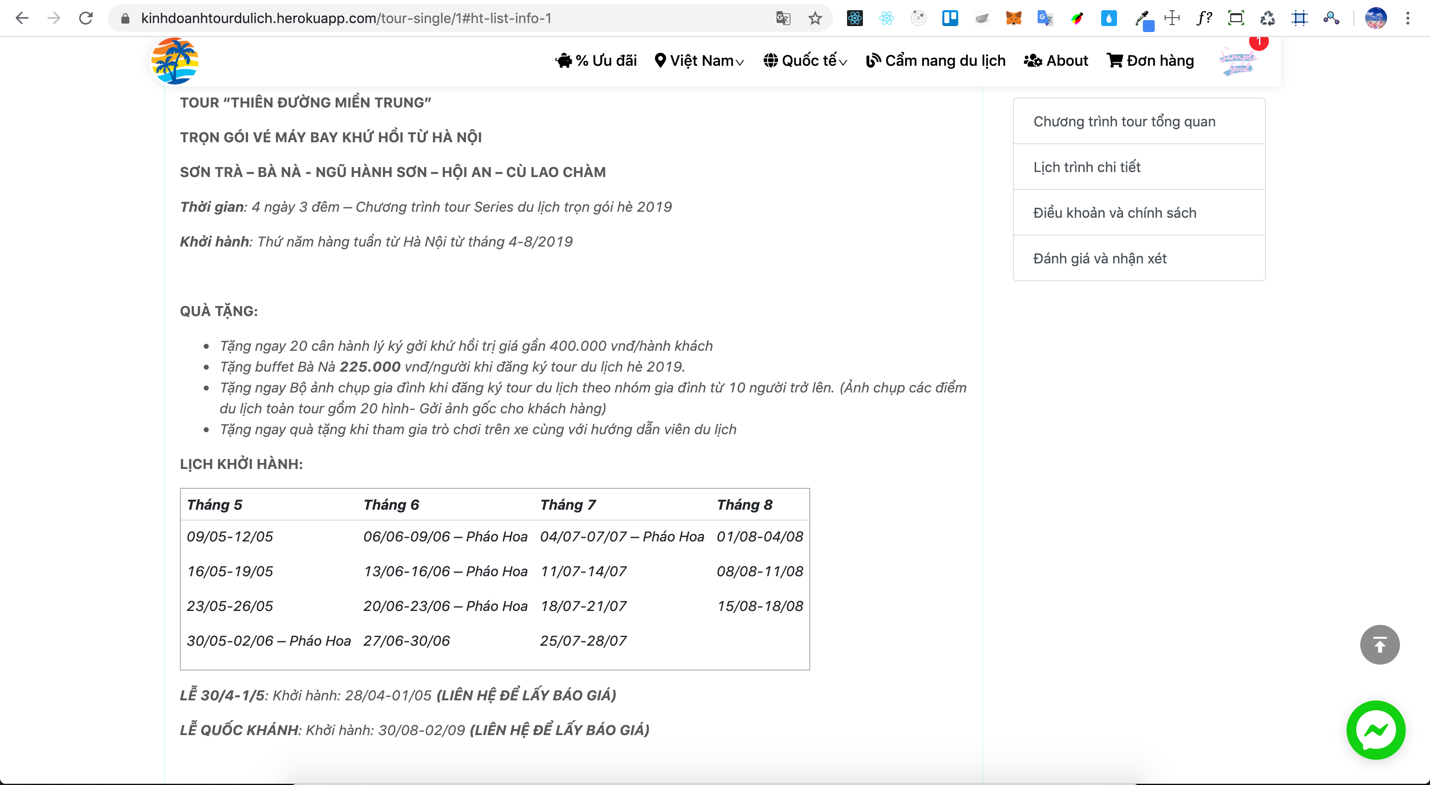 kinhdoanhtourdulich.herokuapp.com/tour-single/1#ht-list-info-1
f?
% Ưu đãi
Việt Nam
Quốc tế
Cẩm nang du lịch
About
Đơn hàng
1
TOUR “THIÊN ĐƯỜNG MIỀN TRUNG”
TRỌN GÓI VÉ MÁY BAY KHỨ HỒI TỪ HÀ NỘI
SƠN TRÀ – BÀ NÀ - NGŨ HÀNH SƠN – HỘI AN – CÙ LAO CHÀM
Thời gian: 4 ngày 3 đêm – Chương trình tour Series du lịch trọn gói hè 2019
Khởi hành: Thứ năm hàng tuần từ Hà Nội từ tháng 4-8/2019
QUÀ TẶNG:
Tặng ngay 20 cân hành lý ký gởi khứ hồi trị giá gần 400.000 vnđ/hành khách
Tặng buffet Bà Nà 225.000 vnđ/người khi đăng ký tour du lịch hè 2019.
Tặng ngay Bộ ảnh chụp gia đình khi đăng ký tour du lịch theo nhóm gia đình từ 10 người trở lên. (Ảnh chụp các điểm
du lịch toàn tour gồm 20 hình- Gởi ảnh gốc cho khách hàng)
Tặng ngay quà tặng khi tham gia trò chơi trên xe cùng với hướng dẫn viên du lịch
LỊCH KHỞI HÀNH:
Tháng 5 Tháng 6 Tháng 7 Tháng 8
09/05-12/05 06/06-09/06 – Pháo Hoa 04/07-07/07 – Pháo Hoa 01/08-04/08
16/05-19/05 13/06-16/06 – Pháo Hoa 11/07-14/07 08/08-11/08
23/05-26/05 20/06-23/06 – Pháo Hoa 18/07-21/07 15/08-18/08
30/05-02/06 – Pháo Hoa 27/06-30/06 25/07-28/07
LỄ 30/4-1/5: Khởi hành: 28/04-01/05 (LIÊN HỆ ĐỂ LẤY BÁO GIÁ)
LỄ QUỐC KHÁNH: Khởi hành: 30/08-02/09 (LIÊN HỆ ĐỂ LẤY BÁO GIÁ)
Chương trình tour tổng quan
Lịch trình chi tiết
Điều khoản và chính sách
Đánh giá và nhận xét